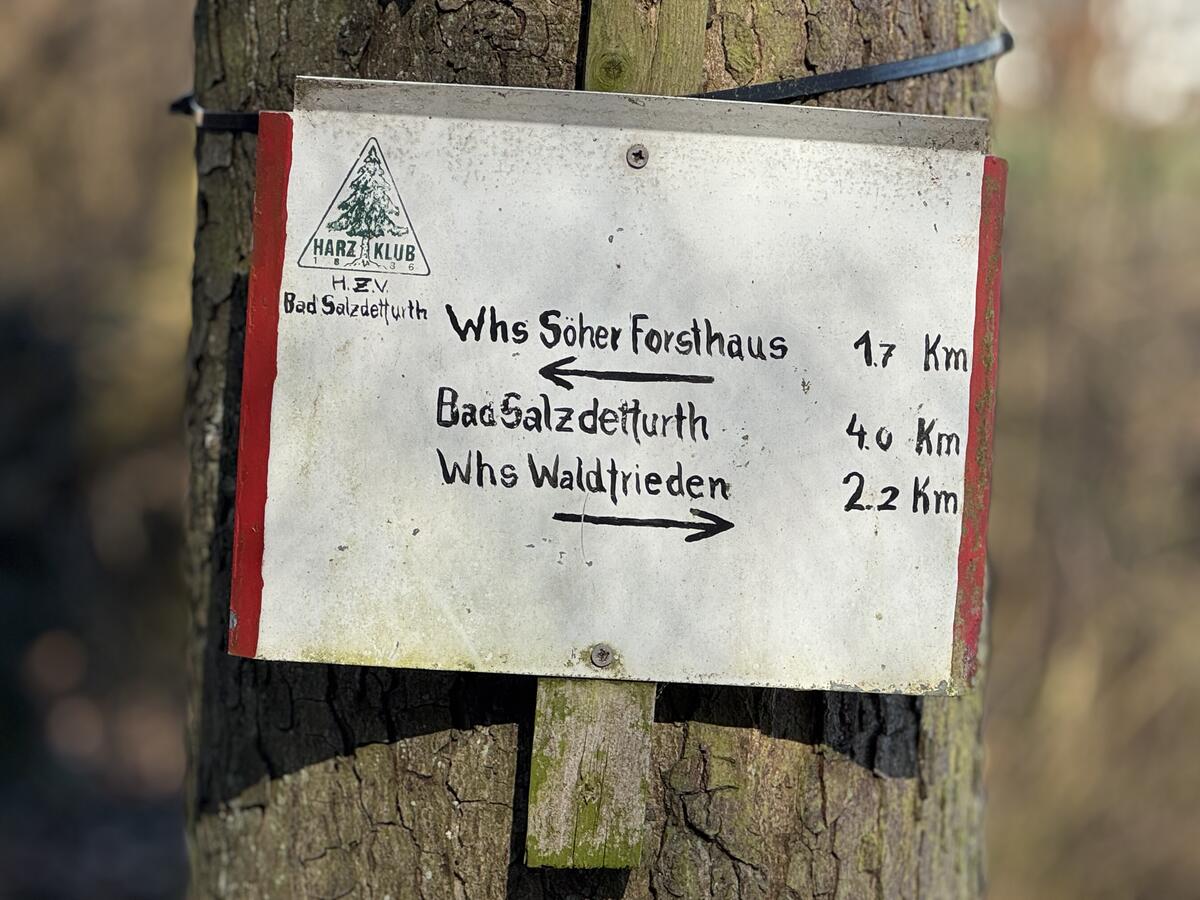 HARZ KLUB
1 8 8 6
H.Z.V.
Bad Salzdetfurth
Whs Söher Forsthaus 1.7 Km
Bad Salzdetfurth 4.0 Km
Whs Waldfrieden 2.2 Km